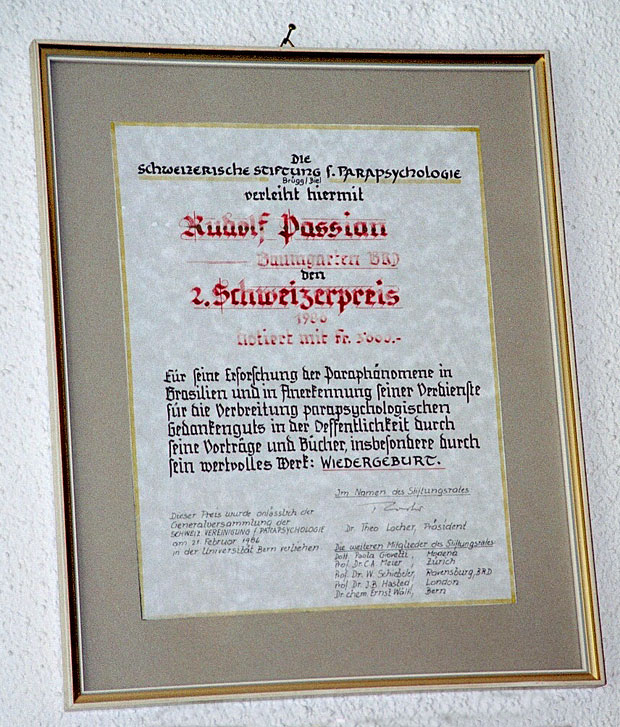 Die
Schweizerische Stiftung f. Parapsychologie
Brügg/Biel
verleiht hiermit
Rudolf Passian
Baumgarten BRD
den
2. Schweizerpreis
1986
dotiert mit Fr. 5000.-
Für seine Erforschung der Paraphänomene in
Brasilien und in Anerkennung seiner Verdienste
für die Verbreitung parapsychologischen
Gedankenguts in der Oeffentlichkeit durch
seine Vorträge und Bücher, insbesondere durch
sein wertvolles Werk: WIEDERGEBURT.
Im Namen des Stiftungsrates
Dr. Theo Locher, Präsident
Dieser Preis wurde anlässlich der
Generalversammlung der
SCHWEIZ. VEREINIGUNG f. PARAPSYCHOLOGIE
am 21. Februar 1986
in der Universität Bern verliehen
Die weiteren Mitglieder des Stiftungsrates
Dott. Paola Giovetti, Modena
Prof. Dr. C.A. Meier, Zürich
Prof. Dr. W. Schiebeler, Ravensburg, BRD
Prof. Dr. J.B. Hasted, London
Dr. chem. Ernst Wälti, Bern